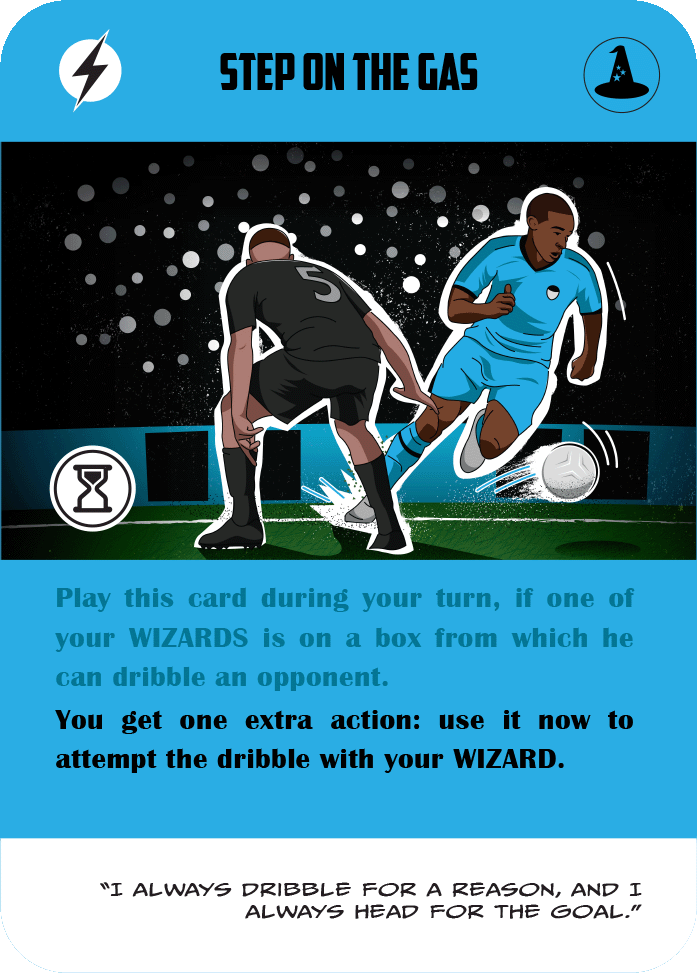 STEP ON THE GAS
5
Play this card during your turn, if one of
your WIZARDS is on a box from which he
can dribble an opponent.
You get one extra action: use it now to
attempt the dribble with your WIZARD.
“I ALWAYS DRIBBLE FOR A REASON, AND I
ALWAYS HEAD FOR THE GOAL.”